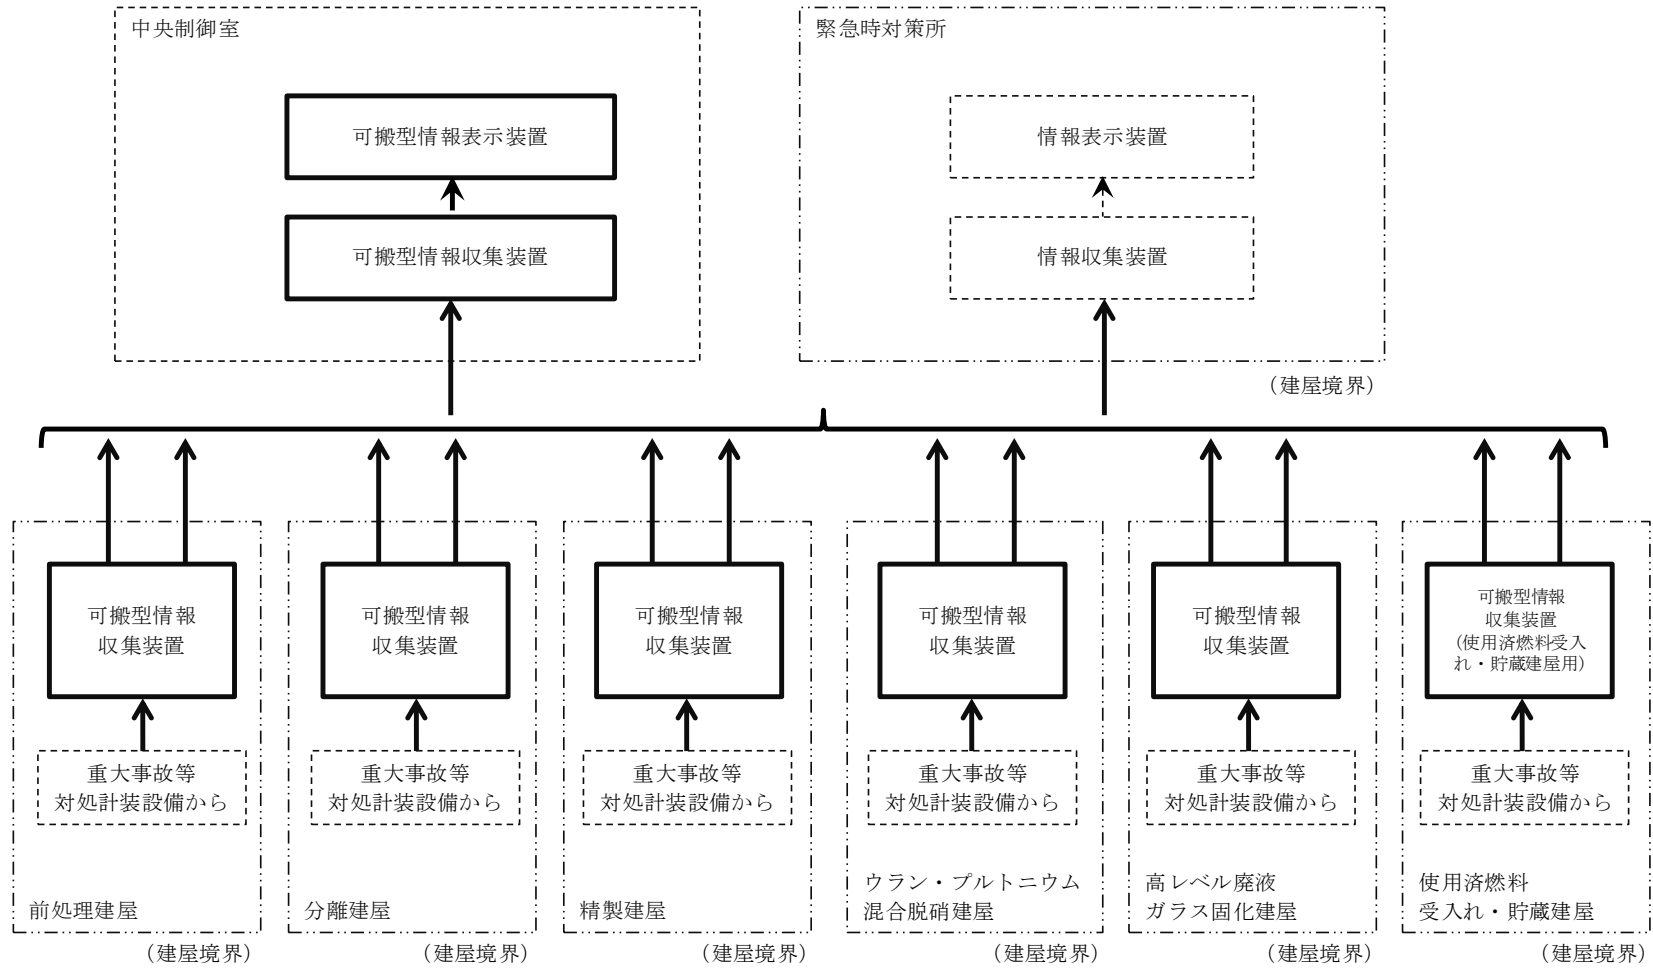 中央制御室
可搬型情報表示装置
可搬型情報収集装置
緊急時対策所
情報表示装置
情報収集装置
(建屋境界)
可搬型情報
収集装置
重大事故等
対処計装設備から
前処理建屋
(建屋境界)
可搬型情報
収集装置
重大事故等
対処計装設備から
分離建屋
(建屋境界)
可搬型情報
収集装置
重大事故等
対処計装設備から
精製建屋
(建屋境界)
可搬型情報
収集装置
重大事故等
対処計装設備から
ウラン・プルトニウム
混合脱硝建屋
(建屋境界)
可搬型情報
収集装置
重大事故等
対処計装設備から
高レベル廃液
ガラス固化建屋
(建屋境界)
可搬型情報
収集装置
(使用済燃料受入
れ・貯蔵建屋用)
重大事故等
対処計装設備から
使用済燃料
受入れ・貯蔵建屋
(建屋境界)